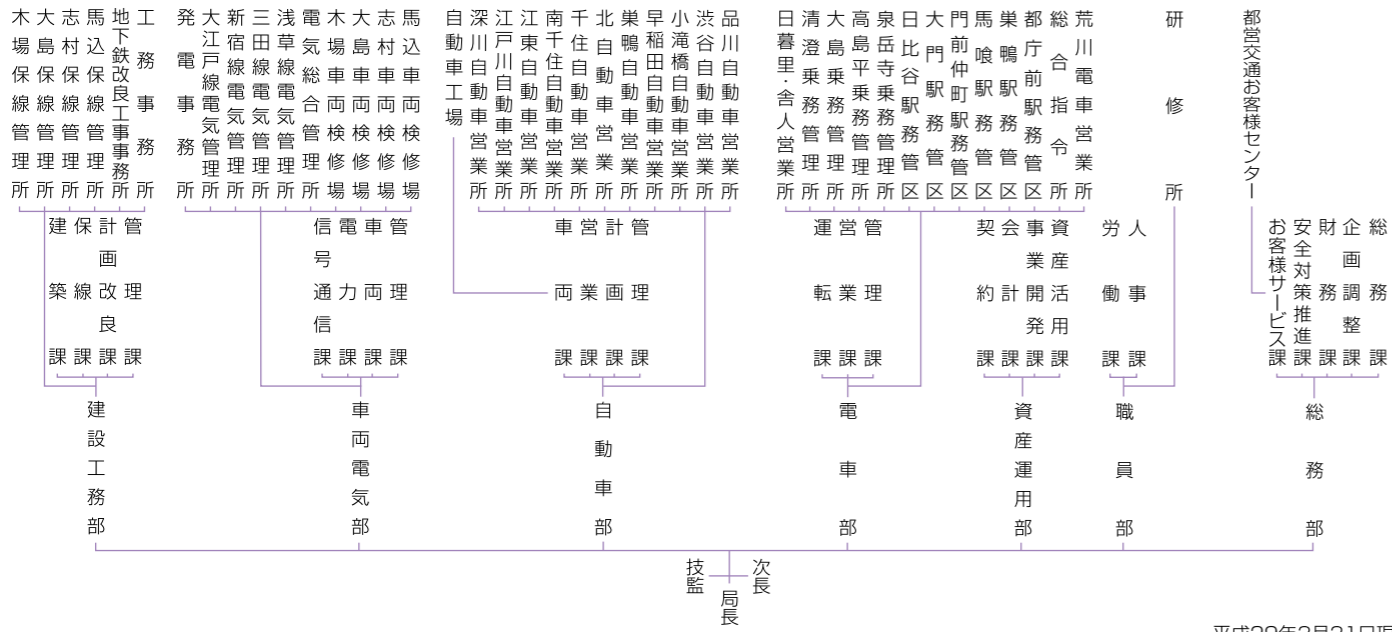 都営交通お客様センター
研修所
荒川電車営業所
総合指令所
都庁前駅務管区
巣鴨駅務管区
馬喰駅務管区
門前仲町駅務管区
大門駅務管区
日比谷駅務管区
泉岳寺乗務管理所
高島平乗務管理所
大島乗務管理所
清澄乗務管理所
日暮里・舎人営業所
品川自動車営業所
渋谷自動車営業所
小滝橋自動車営業所
早稲田自動車営業所
巣鴨自動車営業所
北自動車営業所
千住自動車営業所
南千住自動車営業所
江東自動車営業所
江戸川自動車営業所
深川自動車営業所
自動車工場
馬込車両検修場
志村車両検修場
大島車両検修場
木場車両検修場
電気総合管理所
浅草線電気管理所
三田線電気管理所
新宿線電気管理所
大江戸線電気管理所
発電事務所
工務事務所
地下鉄改良工事事務所
馬込保線管理所
志村保線管理所
大島保線管理所
木場保線管理所
総務課
企画調整課
財務課
安全対策推進課
お客様サービス課
人事課
労働課
資産活用課
事業開発課
会計課
契約課
管理課
営業課
運転課
管理課
計画課
営業課
車両課
管理課
車両課
電力課
信号通信課
管理課
計画改良課
保線課
建築課
総務部
職員部
資産運用部
電車部
自動車部
車両電気部
建設工務部
次長
技監
局長